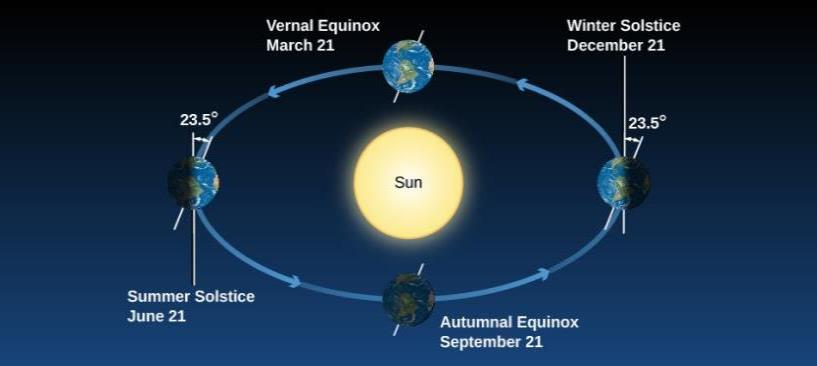 Vernal Equinox
March 21
Winter Solstice
December 21
23.5°
23.5°
Sun
Summer Solstice
June 21
Autumnal Equinox
September 21